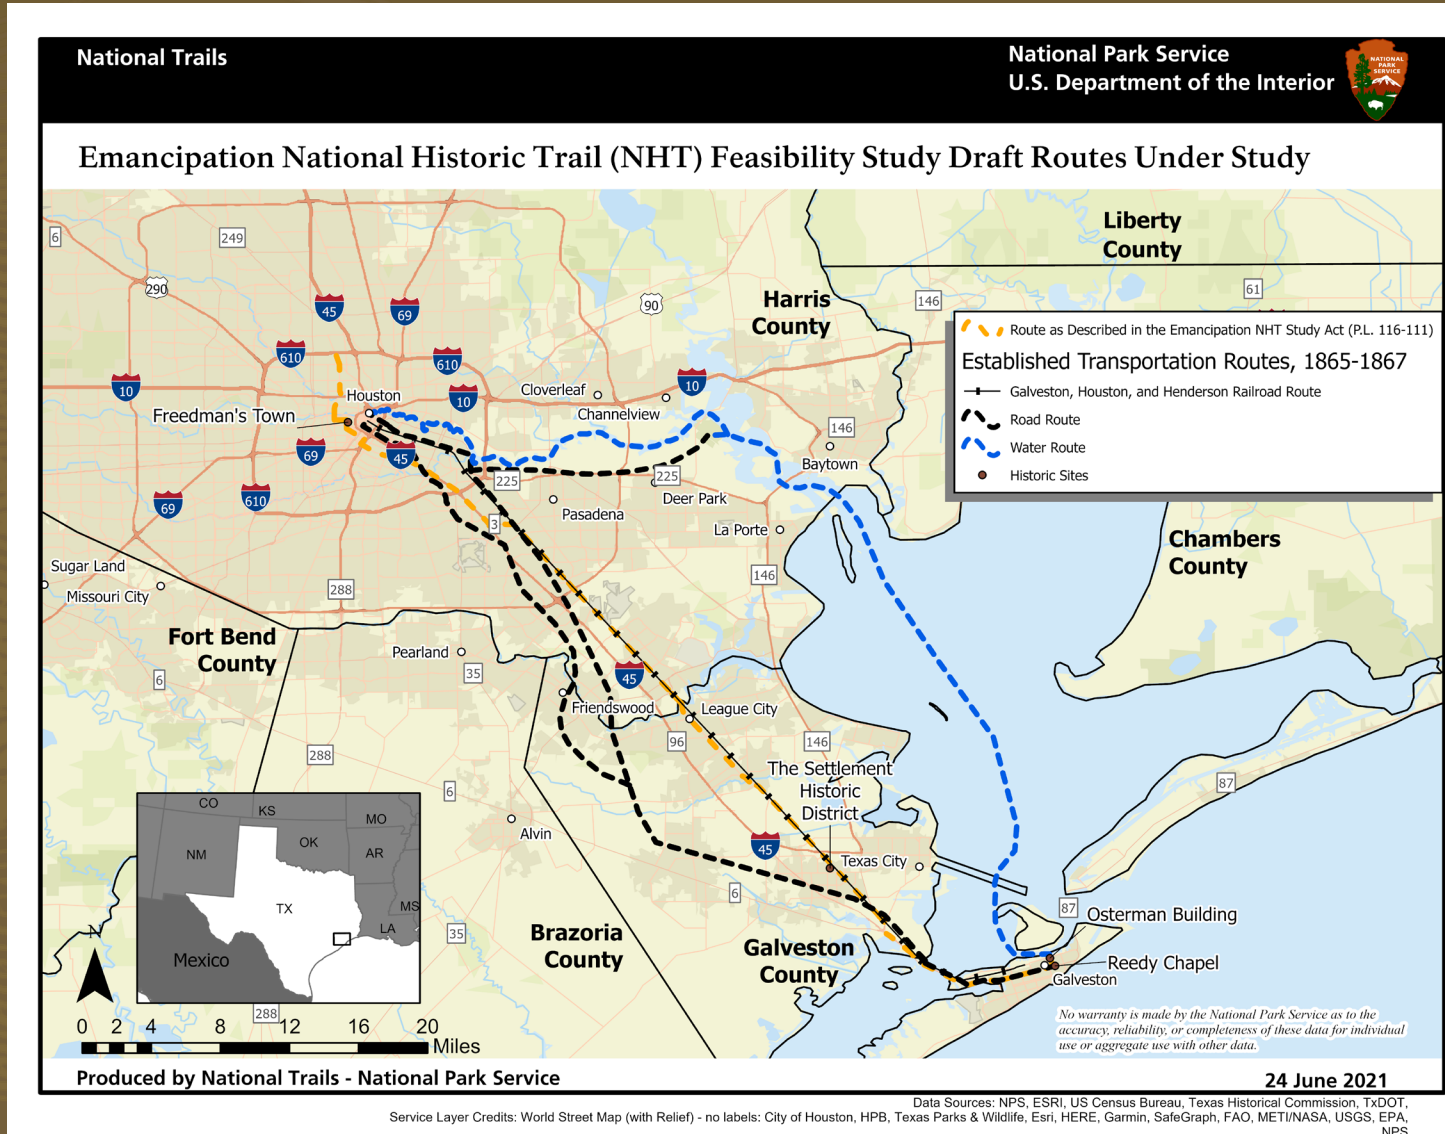 National Trails
National Park Service
U.S. Department of the Interior
NATIONAL
PARK
SERVICE
Emancipation National Historic Trail (NHT) Feasibility Study Draft Routes Under Study
Liberty
County
6
249
290
45
69
90
Harris
County
146
61
610
610
10
10
10
Route as Described in the Emancipation NHT Study Act (P.L. 116-111)
Established Transportation Routes, 1865-1867
Galveston, Houston, and Henderson Railroad Route
Road Route
Water Route
Historic Sites
Cloverleaf
Houston
Channelview
Freedman's Town
146
69
45
Baytown
225
225
Deer Park
69
610
Pasadena
3
La Porte
Chambers
County
Sugar Land
Missouri City
288
146
Fort Bend
County
Pearland
35
6
45
Friendswood
League City
96
146
288
The Settlement
Historic
District
87
6
Alvin
45
Texas City
6
87
Osterman Building
35
Brazoria
County
Galveston
County
Reedy Chapel
Galveston
CO
KS
MO
NM
OK
AR
TX
MS
LA
Mexico
N
288
0 2 4 8 12 16 20
Miles
No warranty is made by the National Park Service as to the
accuracy, reliability, or completeness of these data for individual
use or aggregate use with other data.
Produced by National Trails - National Park Service
24 June 2021
Data Sources: NPS, ESRI, US Census Bureau, Texas Historical Commission, TxDOT,
Service Layer Credits: World Street Map (with Relief) - no labels: City of Houston, HPB, Texas Parks & Wildlife, Esri, HERE, Garmin, SafeGraph, FAO, METI/NASA, USGS, EPA,
NPS